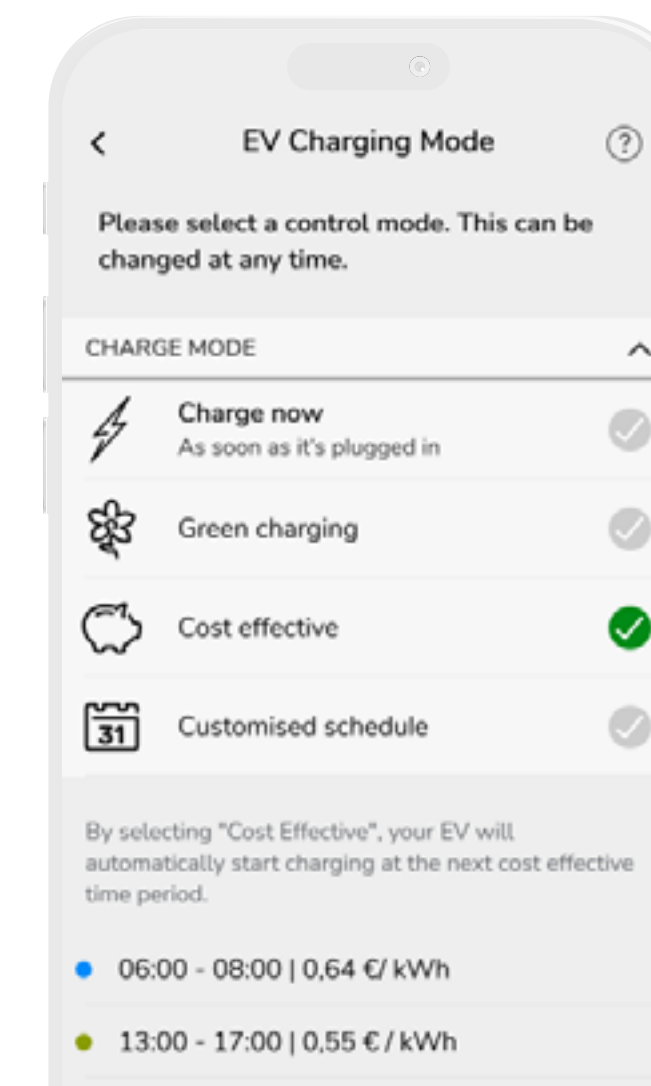 EV Charging Mode
Please select a control mode. This can be
changed at any time.
CHARGE MODE
Charge now
As soon as it's plugged in
Green charging
Cost effective
31
Customised schedule
By selecting "Cost Effective", your EV will
automatically start charging at the next cost effective
time period.
06:00 - 08:00 | 0,64 €/ kWh
13:00 - 17:00 | 0,55 € / kWh